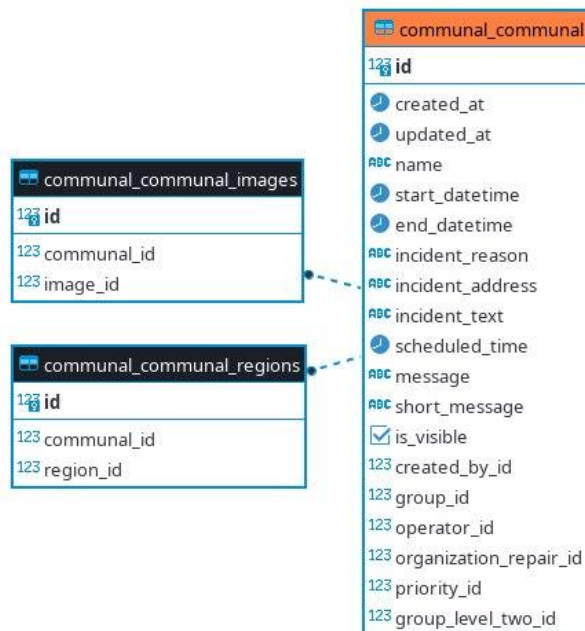 communal_communal_images
id
communal_id
image_id
communal_communal_regions
id
communal_id
region_id
communal_communal
id
created_at
updated_at
name
start_datetime
end_datetime
incident_reason
incident_address
incident_text
scheduled_time
message
short_message
is_visible
created_by_id
group_id
operator_id
organization_repair_id
priority_id
group_level_two_id